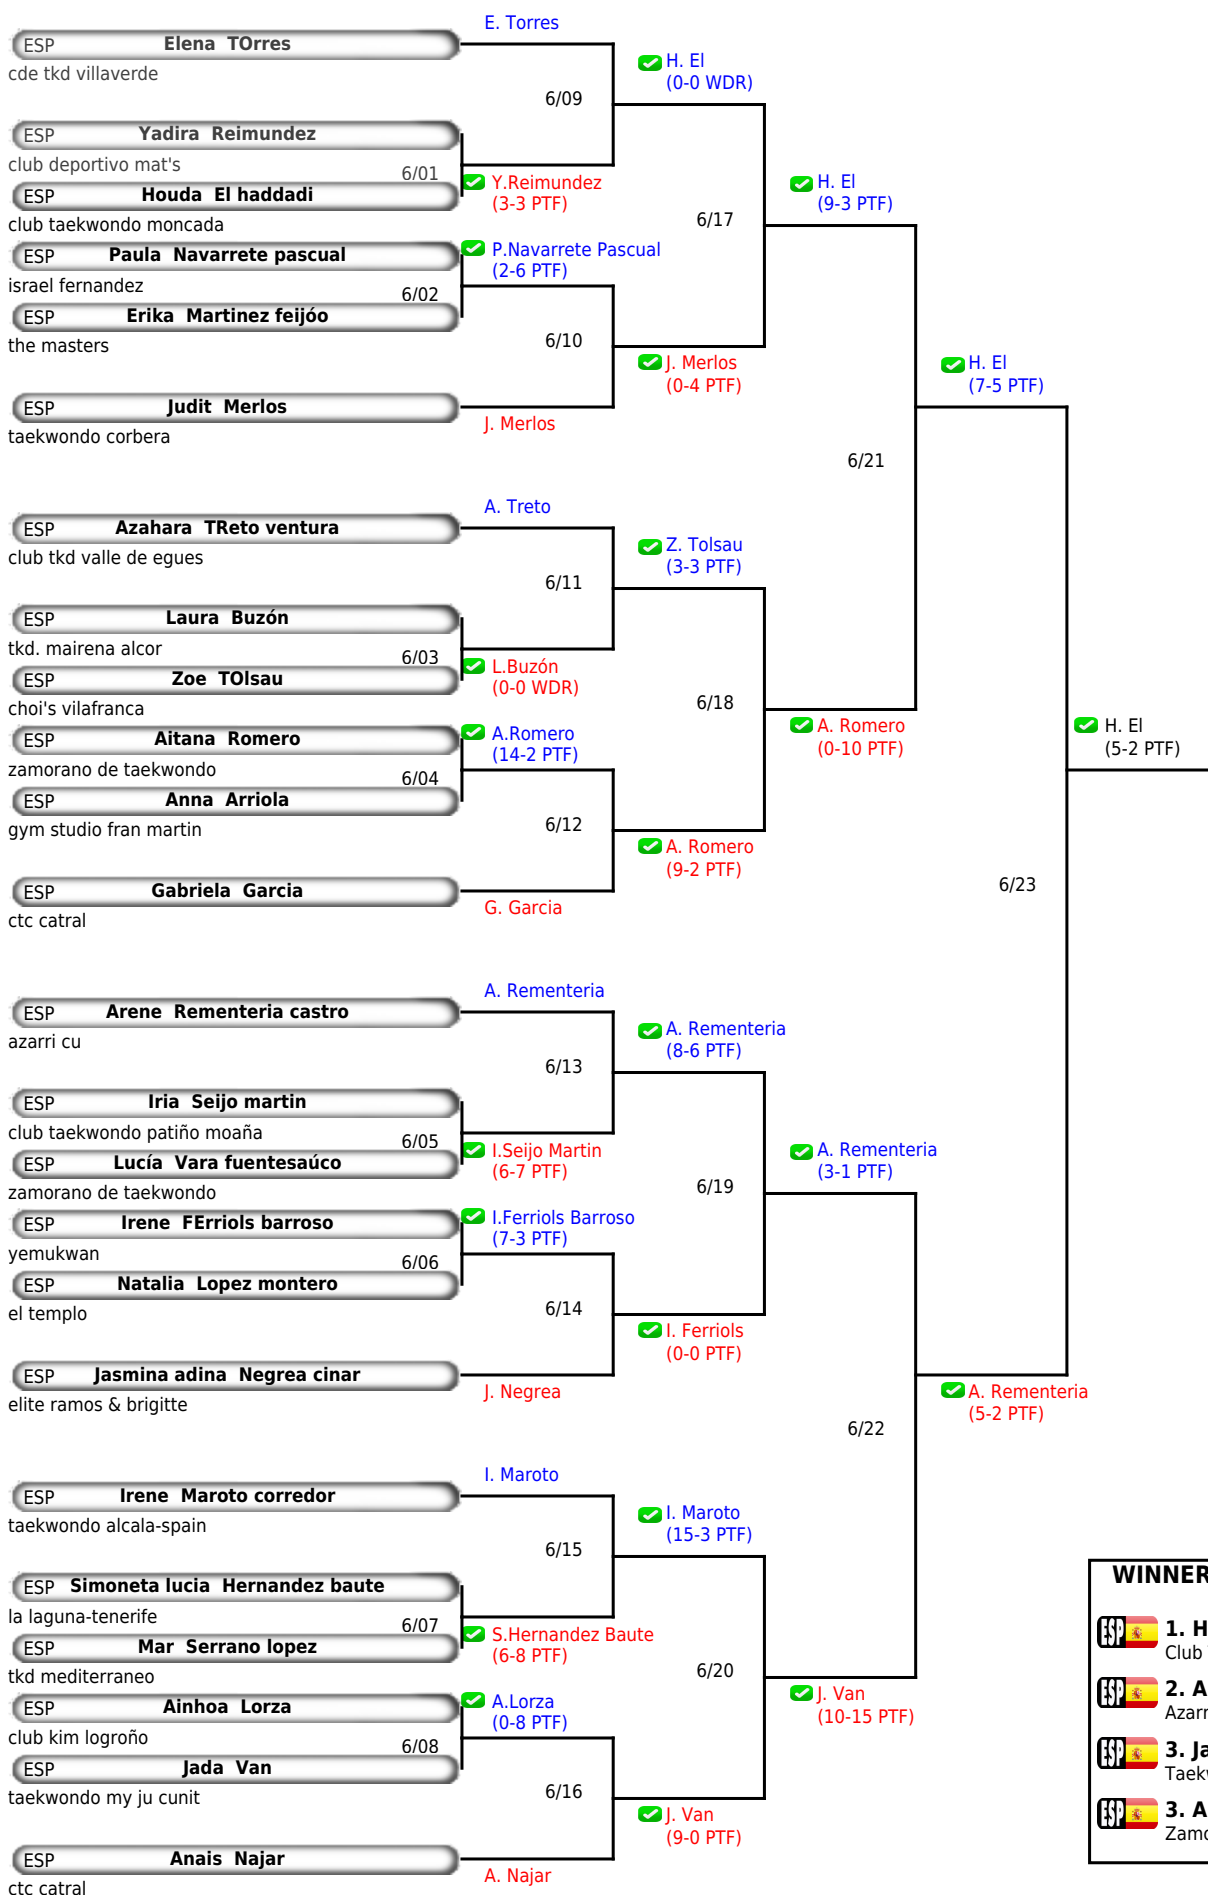 E. Torres
ESP Elena TOrres
cde tkd villaverde
H. El
(0-0 WDR)
6/09
ESP Yadira Reimundez
club deportivo mat's
6/01
Y.Reimundez
(3-3 PTF)
ESP Houda El haddadi
club taekwondo moncada
H. El
(9-3 PTF)
6/17
ESP Paula Navarrete pascual
israel fernandez
P.Navarrete Pascual
(2-6 PTF)
6/02
ESP Erika Martinez feijóo
the masters
6/10
J. Merlos
(0-4 PTF)
ESP Judit Merlos
taekwondo corbera
J. Merlos
H. El
(7-5 PTF)
6/21
A. Treto
ESP Azahara TReto ventura
club tkd valle de egues
Z. Tolsau
(3-3 PTF)
6/11
ESP Laura Buzón
tkd. mairena alcor
6/03
L.Buzón
(0-0 WDR)
ESP Zoe TOlsau
choi's vilafranca
6/18
ESP Aitana Romero
zamorano de taekwondo
A.Romero
(14-2 PTF)
A. Romero
(0-10 PTF)
H. El
(5-2 PTF)
6/04
ESP Anna Arriola
gym studio fran martin
6/12
A. Romero
(9-2 PTF)
ESP Gabriela Garcia
ctc catral
G. Garcia
6/23
A. Rementeria
ESP Arene Rementeria castro
azarri cu
A. Rementeria
(8-6 PTF)
6/13
ESP Iria Seijo martin
club taekwondo patiño moaña
6/05
I.Seijo Martin
(6-7 PTF)
ESP Lucía Vara fuentesaúco
zamorano de taekwondo
A. Rementeria
(3-1 PTF)
6/19
ESP Irene FErriols barroso
yemukwan
I.Ferriols Barroso
(7-3 PTF)
6/06
ESP Natalia Lopez montero
el templo
6/14
I. Ferriols
(0-0 PTF)
ESP Jasmina adina Negrea cinar
elite ramos & brigitte
J. Negrea
A. Rementeria
(5-2 PTF)
6/22
I. Maroto
ESP Irene Maroto corredor
taekwondo alcala-spain
I. Maroto
(15-3 PTF)
6/15
ESP Simoneta lucia Hernandez baute
la laguna-tenerife
6/07
S.Hernandez Baute
(6-8 PTF)
ESP Mar Serrano lopez
tkd mediterraneo
6/20
ESP Ainhoa Lorza
club kim logroño
A.Lorza
(0-8 PTF)
J. Van
(10-15 PTF)
6/08
ESP Jada Van
taekwondo my ju cunit
6/16
J. Van
(9-0 PTF)
ESP Anais Najar
ctc catral
A. Najar
WINNER
ESP 1. H
Club
ESP 2. A
Azarr
ESP 3. Ja
Taekw
ESP 3. A
Zamo